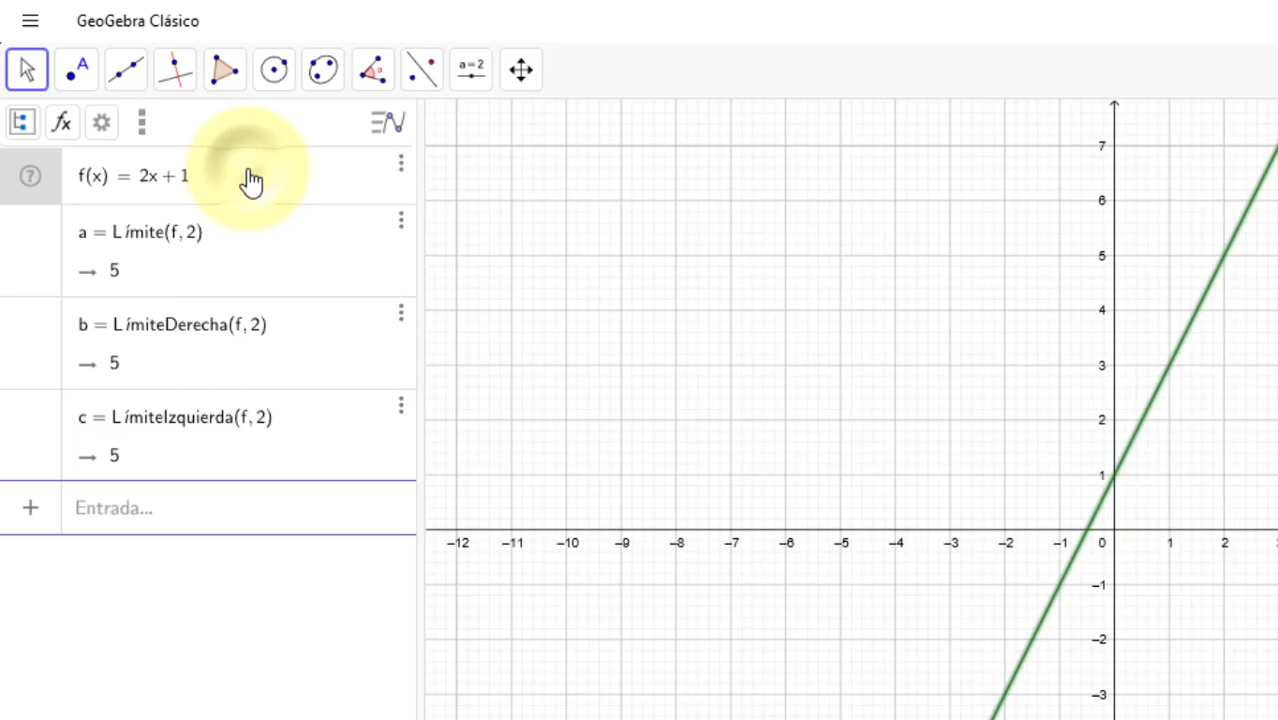 GeoGebra Clásico
A
a
a=2
fx
f(x) = 2x + 1
a = Límite(f, 2)
→ 5
b = LímiteDerecha(f, 2)
→ 5
c = LímiteIzquierda(f, 2)
→ 5
+ Entrada...
7
6
5
4
3
2
1
−12 −11 −10 −9 −8 −7 −6 −5 −4 −3 −2 −1 0 1 2
−1
−2
−3